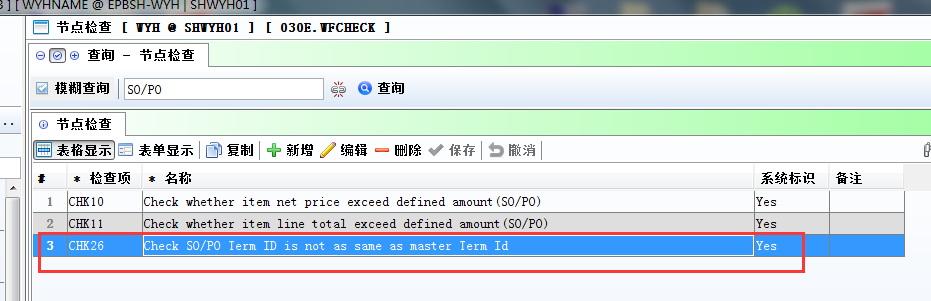 3 ] [ WYHNAME @ EPBSH-WYH | SHWYH01 ]
节点检查 [ WYH @ SHWYH01 ] [ 030E.WFCHECK ]
查询 - 节点检查
模糊查询 SO/PO 查询
节点检查
表格显示 表单显示 复制 新增 编辑 删除 保存 撤消
# * 检查项 * 名称 系统标识 备注
1 CHK10 Check whether item net price exceed defined amount(SO/PO) Yes
2 CHK11 Check whether item line total exceed defined amount(SO/PO) Yes
3 CHK26 Check SO/PO Term ID is not as same as master Term Id Yes